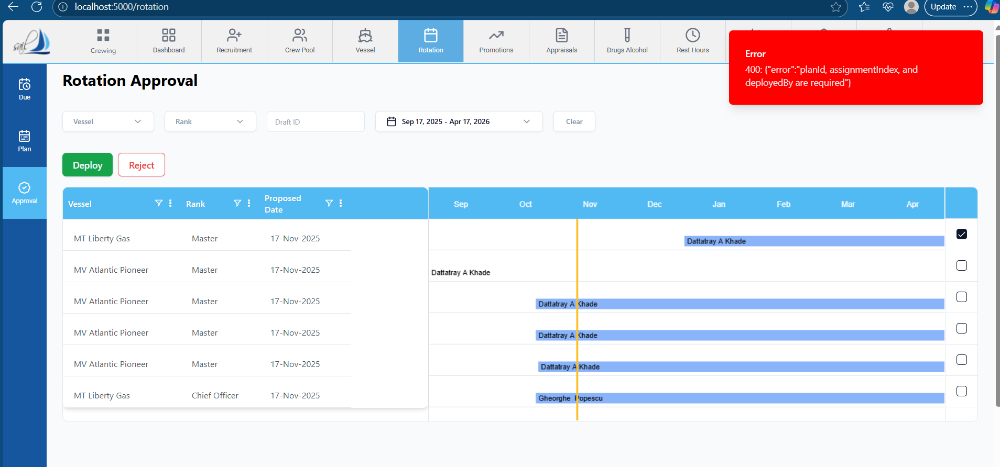 localhost:5000/rotation
Update
sail
Crewing
Dashboard
Recruitment
Crew Pool
Vessel
Rotation
Promotions
Appraisals
Drugs Alcohol
Rest Hours
Error
400: {"error":"planId, assignmentIndex, and
deployedBy are required"}
Due
Plan
Approval
Rotation Approval
Vessel
Rank
Draft ID
Sep 17, 2025 - Apr 17, 2026
Clear
Deploy
Reject
Vessel
Rank
Proposed
Date
Sep
Oct
Nov
Dec
Jan
Feb
Mar
Apr
MT Liberty Gas
Master
17-Nov-2025
Dattatray A Khade
MV Atlantic Pioneer
Master
17-Nov-2025
Dattatray A Khade
MV Atlantic Pioneer
Master
17-Nov-2025
Dattatray A Khade
MV Atlantic Pioneer
Master
17-Nov-2025
Dattatray A Khade
MV Atlantic Pioneer
Master
17-Nov-2025
Dattatray A Khade
MT Liberty Gas
Chief Officer
17-Nov-2025
Gheorghe Popescu